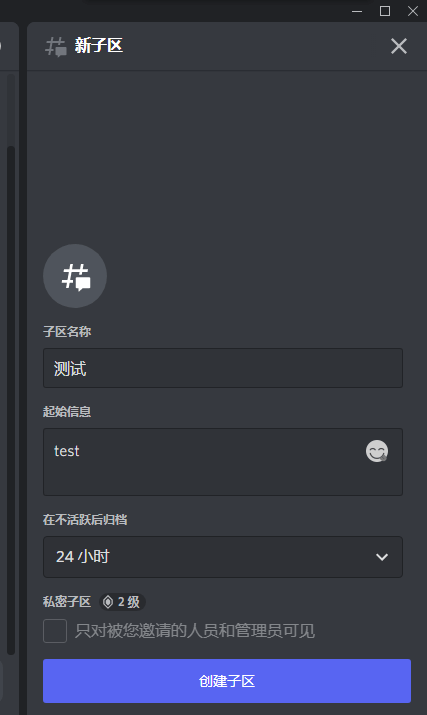 新子区
子区名称
测试
起始信息
test
在不活跃后归档
24 小时
私密子区 2 级
只对被您邀请的人员和管理员可见
创建子区